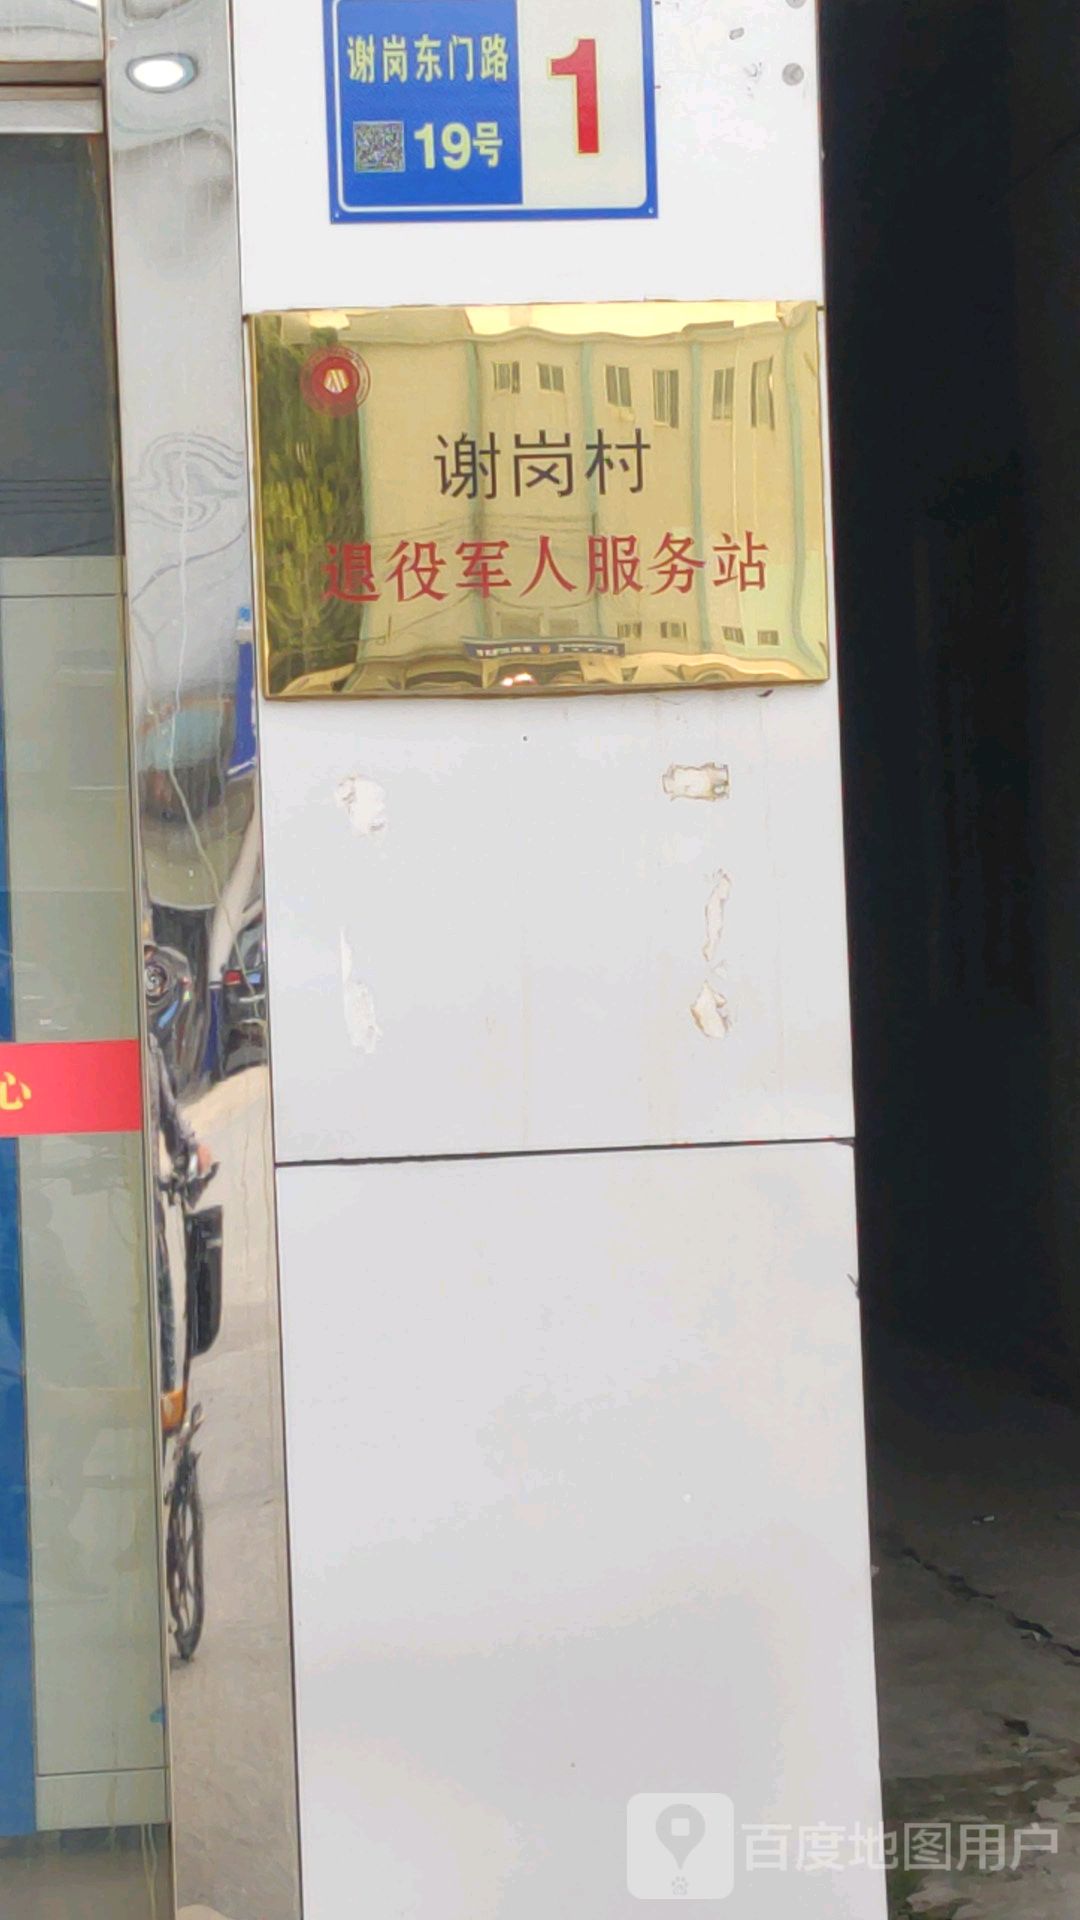 谢岗东门路
19号
1
谢岗村
退役军人服务站
心
百度地图用户